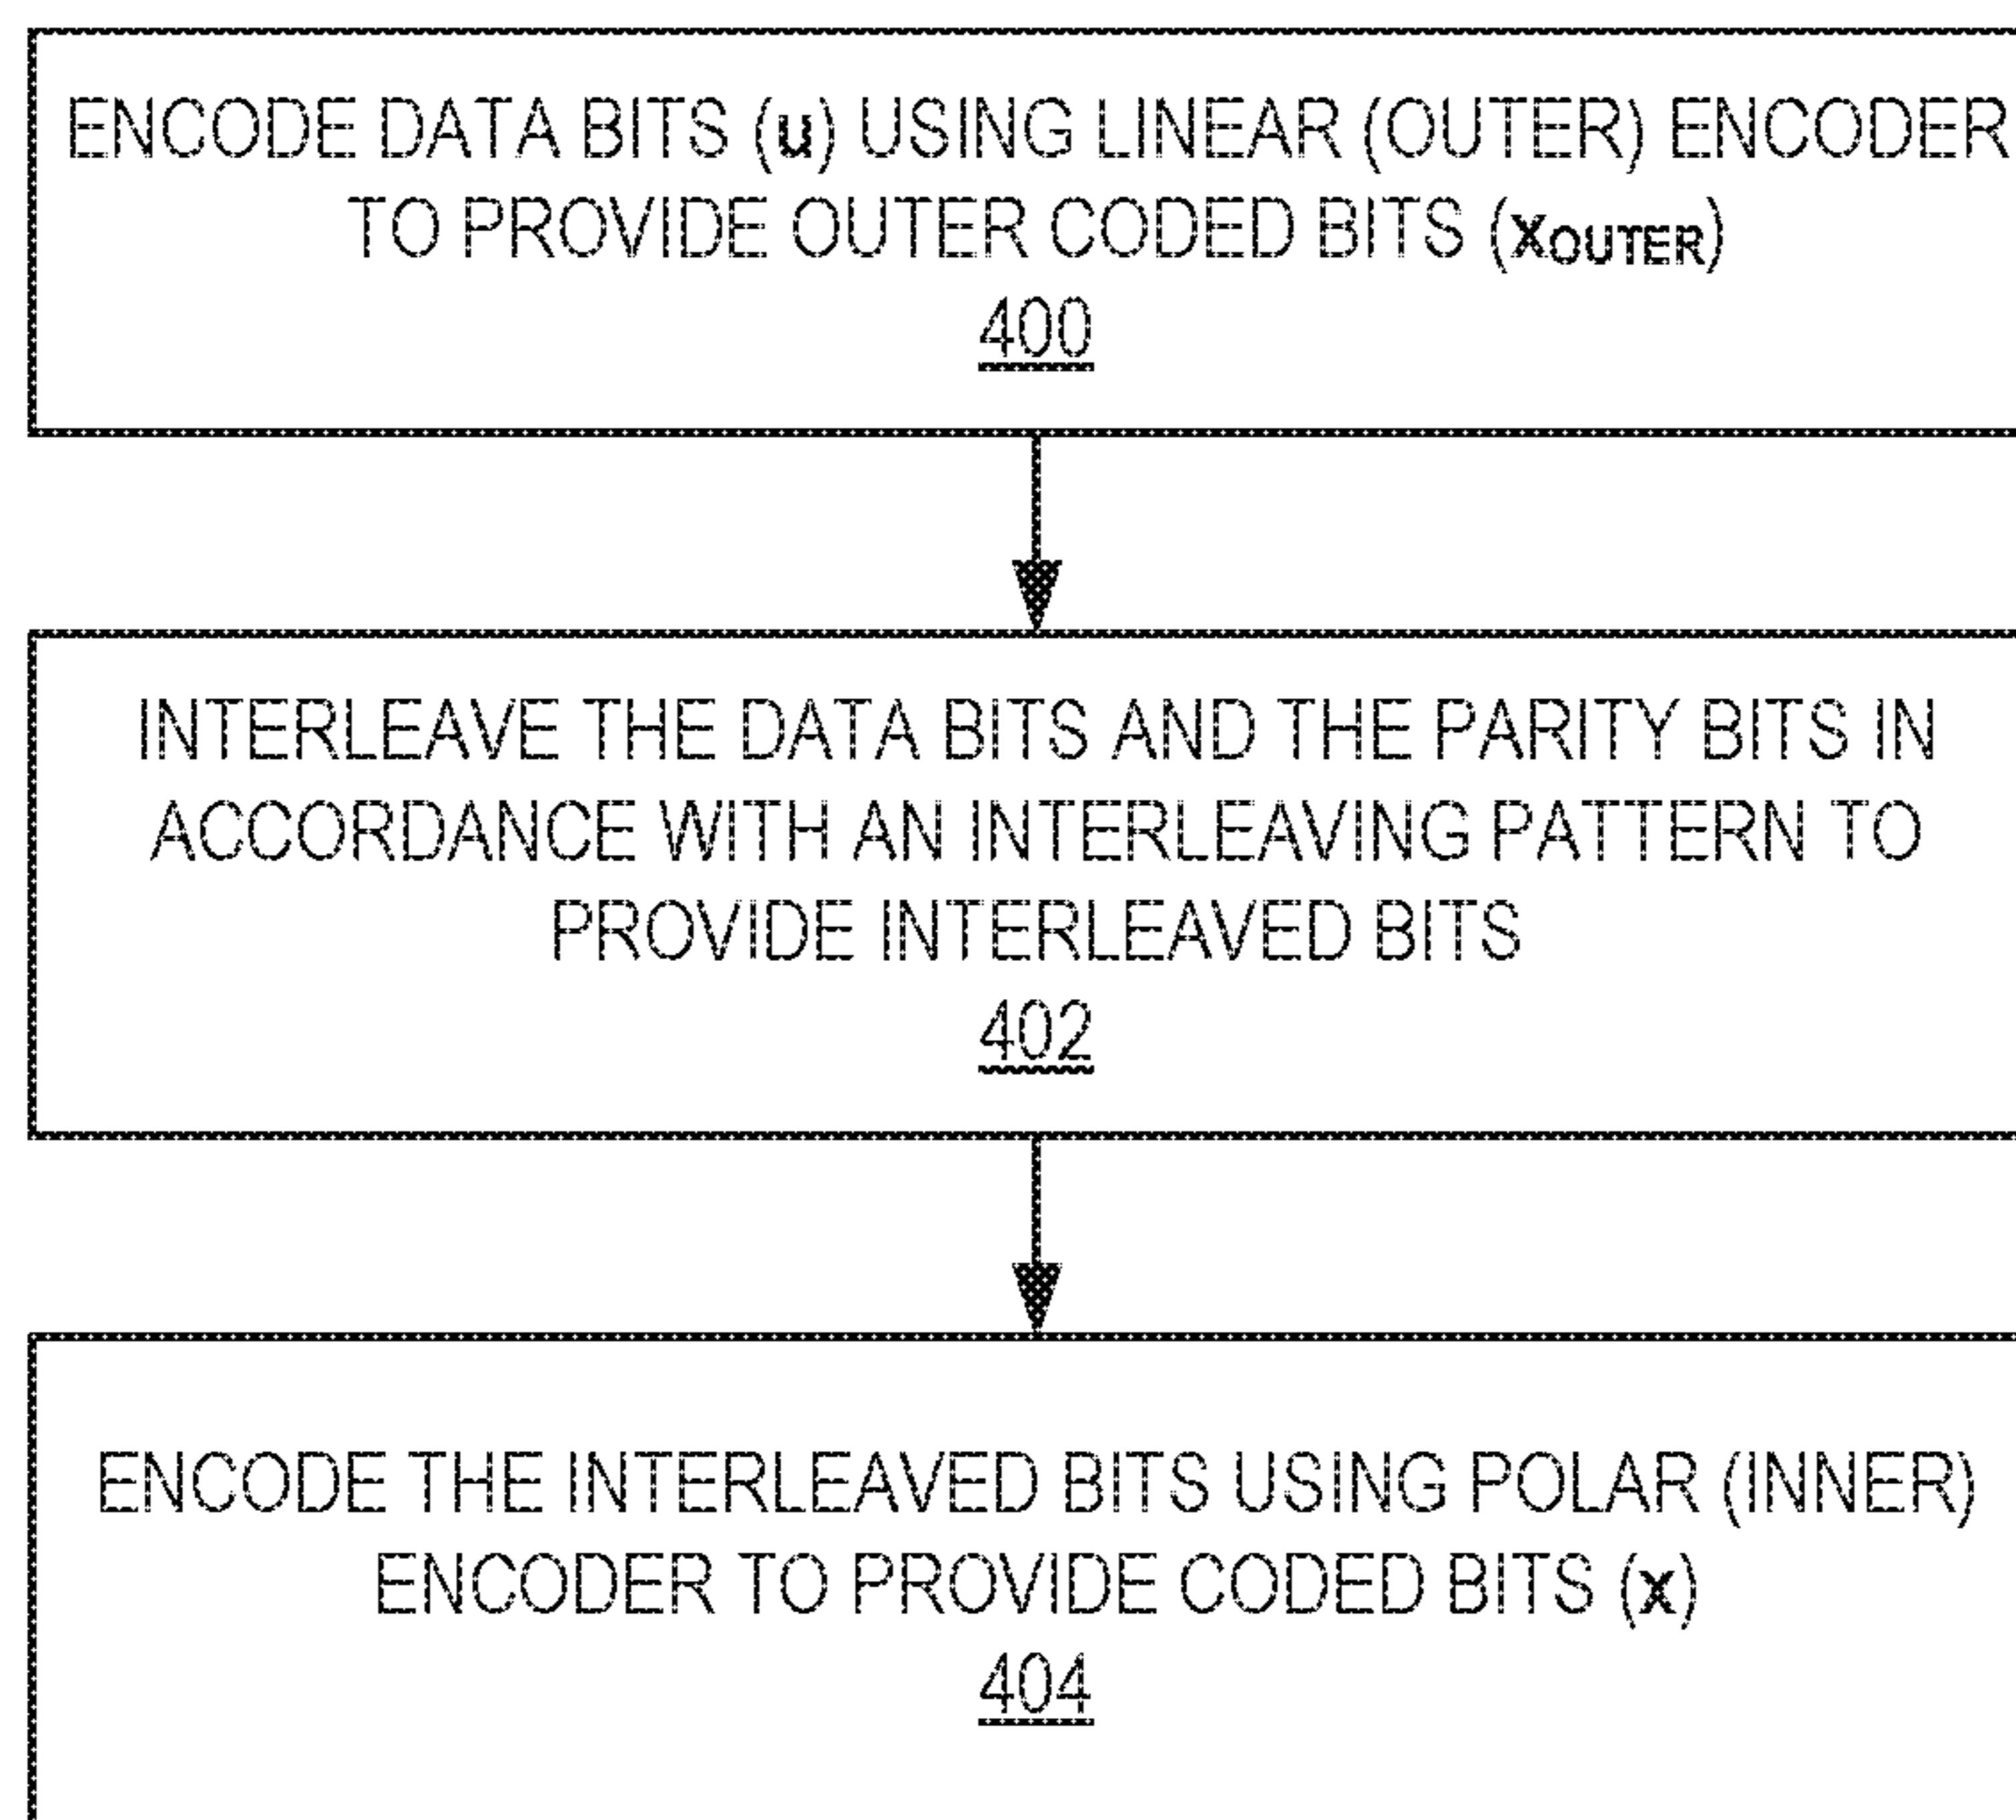 ENCODE DATA BITS (u) USING LINEAR (OUTER) ENCODER
TO PROVIDE OUTER CODED BITS (xOUTER)
400
INTERLEAVE THE DATA BITS AND THE PARITY BITS IN
ACCORDANCE WITH AN INTERLEAVING PATTERN TO
PROVIDE INTERLEAVED BITS
402
ENCODE THE INTERLEAVED BITS USING POLAR (INNER)
ENCODER TO PROVIDE CODED BITS (x)
404